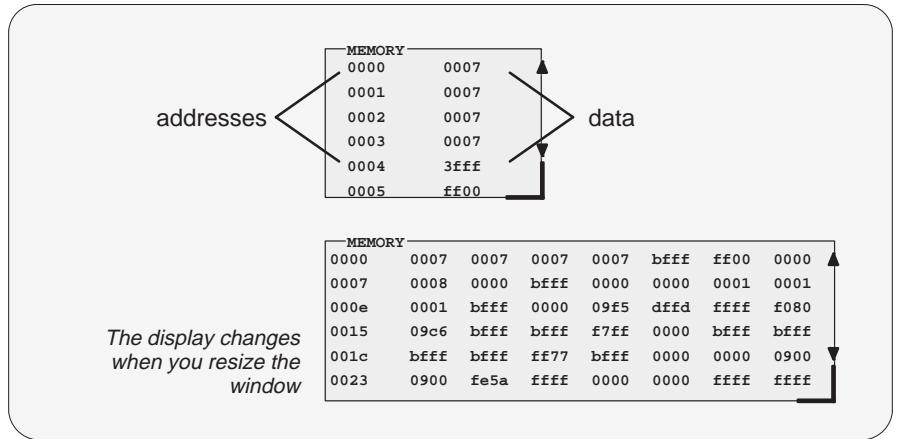 MEMORY
0000 0007
0001 0007
addresses 0002 0007 data
0003 0007
0004 3fff
0005 ff00
MEMORY
0000 0007 0007 0007 0007 bfff ff00 0000
0007 0008 0000 bfff 0000 0000 0001 0001
000e 0001 bfff 0000 09f5 dffd ffff f080
0015 09c6 bfff bfff f7ff 0000 bfff bfff
001c bfff bfff ff77 bfff 0000 0000 0900
0023 0900 fe5a ffff 0000 0000 ffff ffff
The display changes
when you resize the
window